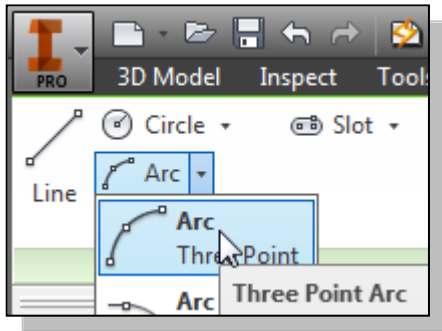 PRO
3D Model Inspect Tools
Circle Slot
Line
Arc
Arc
Three Point
Three Point Arc
Arc